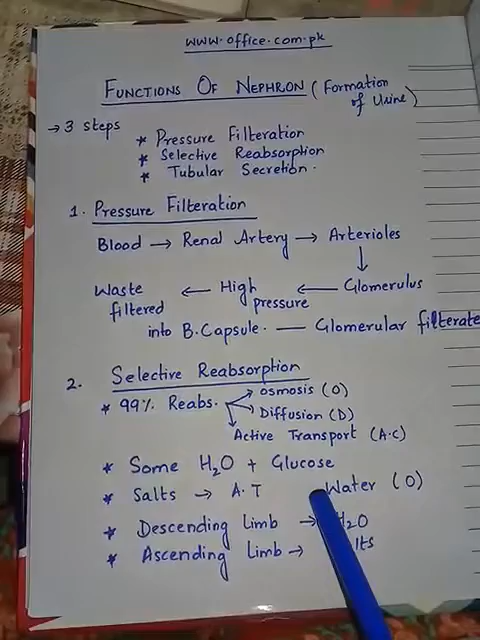 www.office.com.pk
FUNCTIONS OF NEPHRON (Formation of Urine)
→ 3 steps
* Pressure Filteration
* Selective Reabsorption
* Tubular Secretion.
1. Pressure Filteration
Blood → Renal Artery → Arterioles
↓
Waste filtered ← High pressure ← Glomerulus
into B.Capsule. — Glomerular filterate
2. Selective Reabsorption
* 99% Reabs. → osmosis (O)
→ Diffusion (D)
→ Active Transport (A.C)
* Some H₂O + Glucose
* Salts → A.T Water (O)
* Descending limb → H₂O
* Ascending limb →